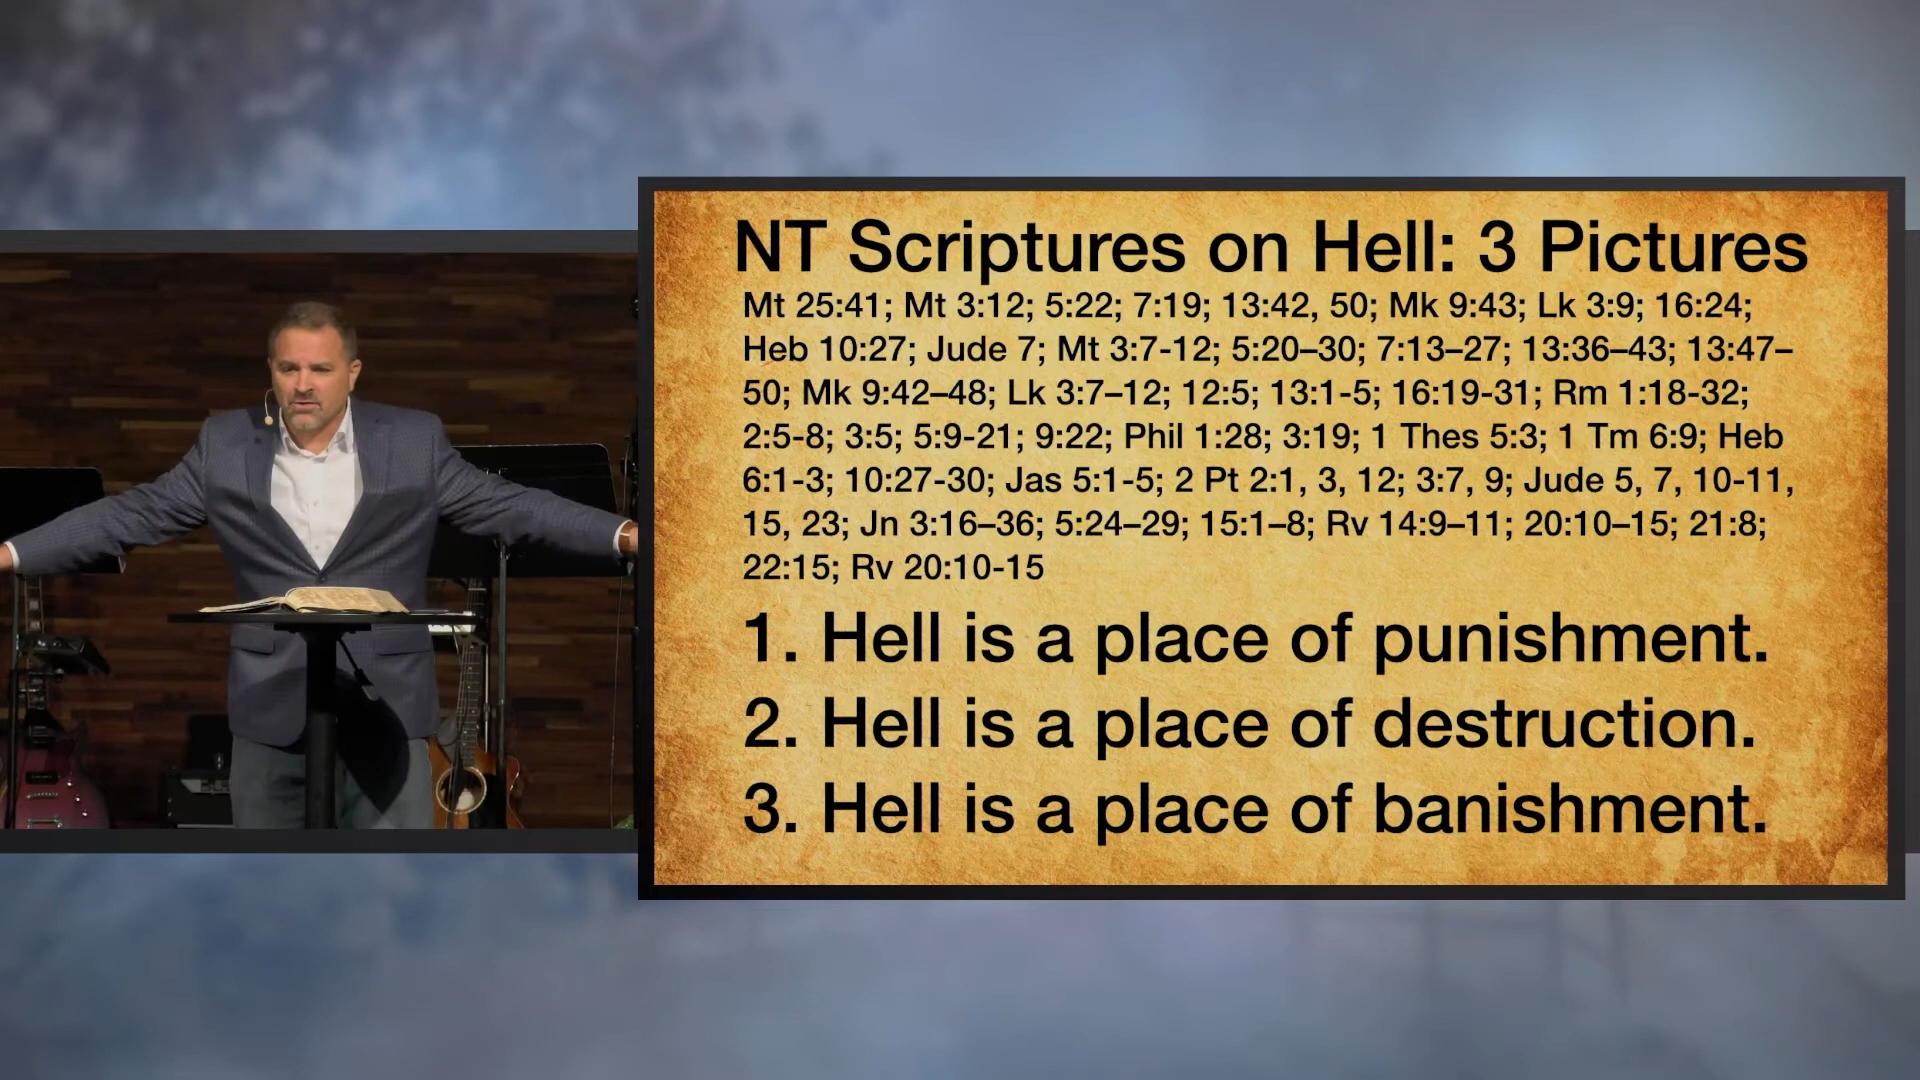 NT Scriptures on Hell: 3 Pictures
Mt 25:41; Mt 3:12; 5:22; 7:19; 13:42, 50; Mk 9:43; Lk 3:9; 16:24;
Heb 10:27; Jude 7; Mt 3:7-12; 5:20–30; 7:13–27; 13:36–43; 13:47–
50; Mk 9:42–48; Lk 3:7–12; 12:5; 13:1-5; 16:19-31; Rm 1:18-32;
2:5-8; 3:5; 5:9-21; 9:22; Phil 1:28; 3:19; 1 Thes 5:3; 1 Tm 6:9; Heb
6:1-3; 10:27-30; Jas 5:1-5; 2 Pt 2:1, 3, 12; 3:7, 9; Jude 5, 7, 10-11,
15, 23; Jn 3:16–36; 5:24–29; 15:1–8; Rv 14:9–11; 20:10–15; 21:8;
22:15; Rv 20:10-15
1. Hell is a place of punishment.
2. Hell is a place of destruction.
3. Hell is a place of banishment.